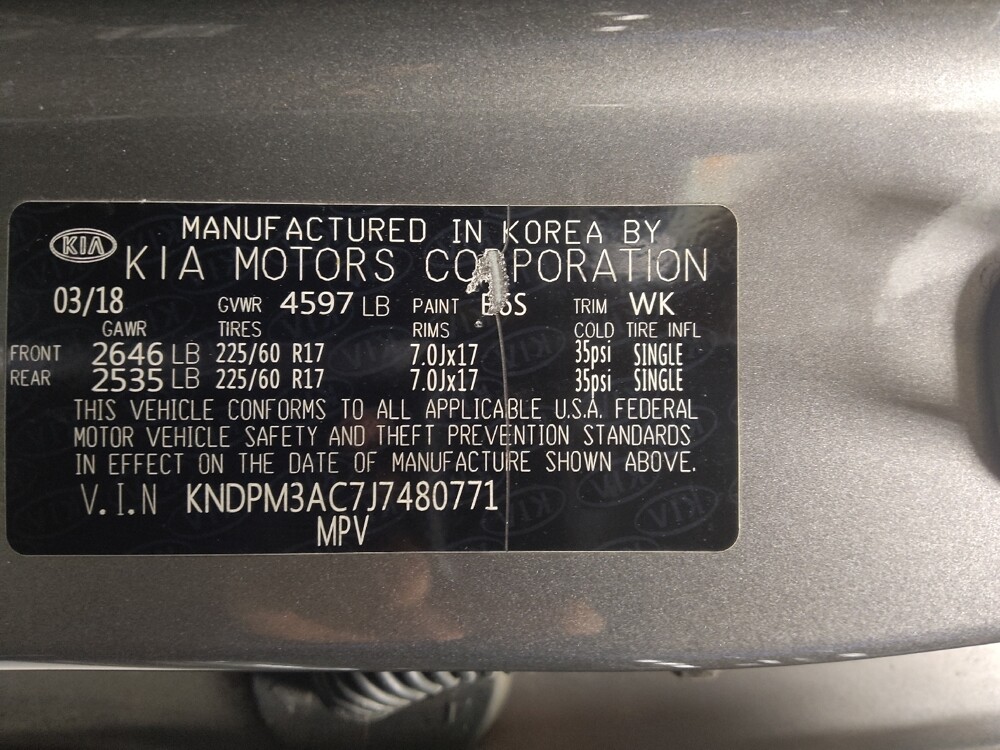 MANUFACTURED IN KOREA BY
KIA KIA MOTORS CORPORATION
03/18 GVWR 4597 LB PAINT TRIM WK
GAWR TIRES RIMS COLD TIRE INFL
FRONT 2646 LB 225/60 R17 7.0Jx17 35psi SINGLE
REAR 2535 LB 225/60 R17 7.0Jx17 35psi SINGLE
THIS VEHICLE CONFORMS TO ALL APPLICABLE U.S.A. FEDERAL
MOTOR VEHICLE SAFETY AND THEFT PREVENTION STANDARDS
IN EFFECT ON THE DATE OF MANUFACTURE SHOWN ABOVE.
V.I.N KNDPM3AC7J7480771
MPV